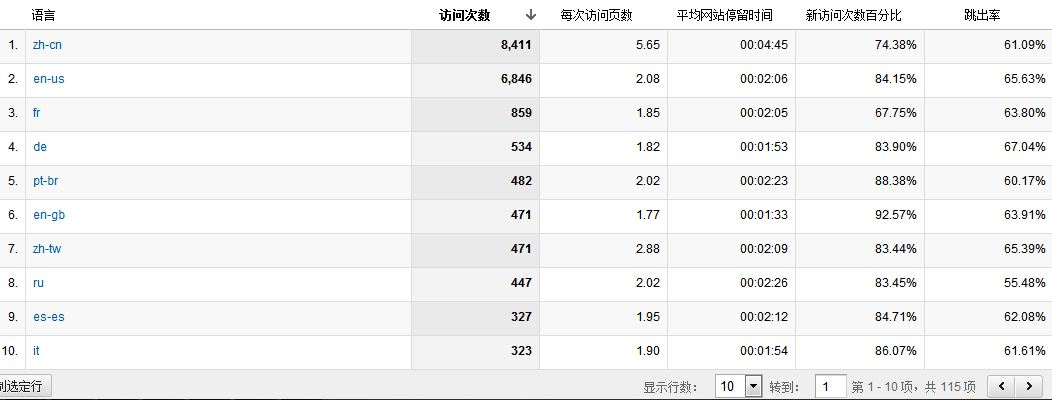 语言 访问次数 每次访问页数 平均网站停留时间 新访问次数百分比 跳出率
1. zh-cn 8,411 5.65 00:04:45 74.38% 61.09%
2. en-us 6,846 2.08 00:02:06 84.15% 65.63%
3. fr 859 1.85 00:02:05 67.75% 63.80%
4. de 534 1.82 00:01:53 83.90% 67.04%
5. pt-br 482 2.02 00:02:23 88.38% 60.17%
6. en-gb 471 1.77 00:01:33 92.57% 63.91%
7. zh-tw 471 2.88 00:02:09 83.44% 65.39%
8. ru 447 2.02 00:02:26 83.45% 55.48%
9. es-es 327 1.95 00:02:12 84.71% 62.08%
10. it 323 1.90 00:01:54 86.07% 61.61%
选定行 显示行数： 10 转到： 1 第 1 - 10 项，共 115 项